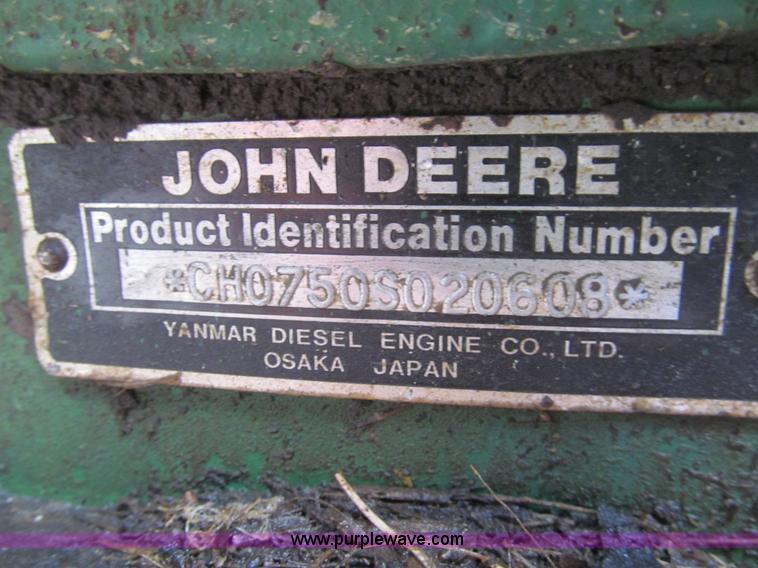 JOHN DEERE
Product Identification Number
*CH0750S020608*
YANMAR DIESEL ENGINE CO., LTD.
OSAKA JAPAN
www.purplewave.com